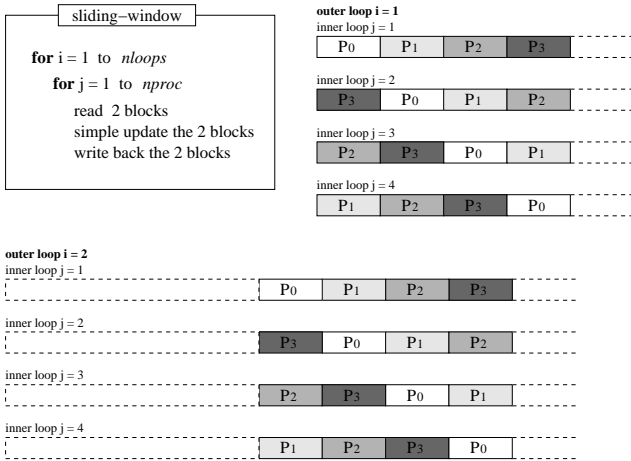 sliding-window
for i = 1 to nloops
for j = 1 to nproc
read 2 blocks
simple update the 2 blocks
write back the 2 blocks
outer loop i = 1
inner loop j = 1
P0 P1 P2 P3
inner loop j = 2
P3 P0 P1 P2
inner loop j = 3
P2 P3 P0 P1
inner loop j = 4
P1 P2 P3 P0
outer loop i = 2
inner loop j = 1
P0 P1 P2 P3
inner loop j = 2
P3 P0 P1 P2
inner loop j = 3
P2 P3 P0 P1
inner loop j = 4
P1 P2 P3 P0